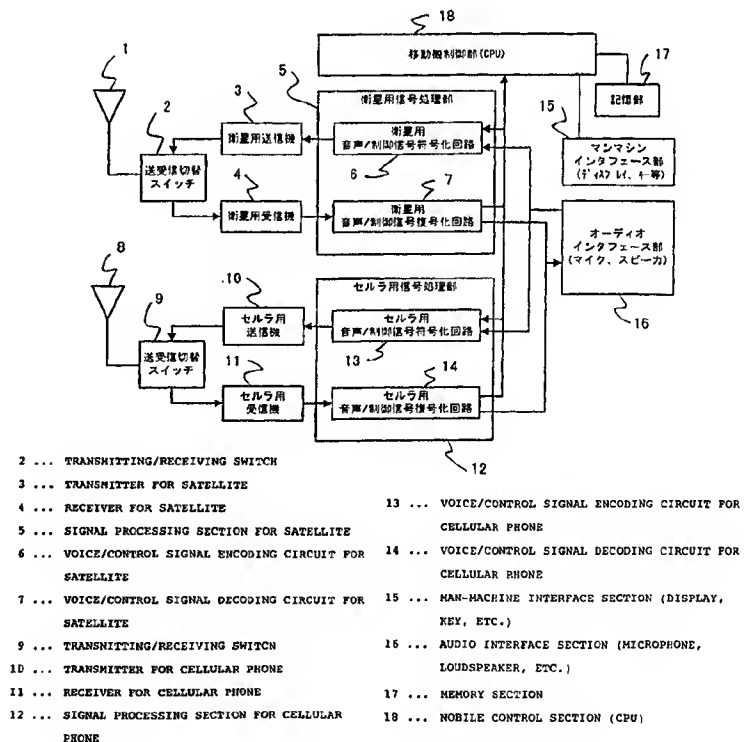 18
1
移動機制御部(CPU)
17
5
衛星用信号処理部
記憶部
2
3
衛星用送信機
衛星用
音声/制御信号符号化回路
15
マンマシン
インタフェース部
(ディスプレイ、キー等)
送受信切替
スイッチ
4
6
7
衛星用受信機
衛星用
音声/制御信号復号化回路
オーディオ
インタフェース部
(マイク、スピーカ)
8
10
セルラ用信号処理部
9
セルラ用
送信機
セルラ用
音声/制御信号符号化回路
16
送受信切替
スイッチ
11
13
14
セルラ用
受信機
セルラ用
音声/制御信号復号化回路
12
2 ... TRANSMITTING/RECEIVING SWITCH
3 ... TRANSMITTER FOR SATELLITE
4 ... RECEIVER FOR SATELLITE
5 ... SIGNAL PROCESSING SECTION FOR SATELLITE
6 ... VOICE/CONTROL SIGNAL ENCODING CIRCUIT FOR
SATELLITE
7 ... VOICE/CONTROL SIGNAL DECODING CIRCUIT FOR
SATELLITE
9 ... TRANSMITTING/RECEIVING SWITCH
10 ... TRANSMITTER FOR CELLULAR PHONE
11 ... RECEIVER FOR CELLULAR PHONE
12 ... SIGNAL PROCESSING SECTION FOR CELLULAR
PHONE
13 ... VOICE/CONTROL SIGNAL ENCODING CIRCUIT FOR
CELLULAR PHONE
14 ... VOICE/CONTROL SIGNAL DECODING CIRCUIT FOR
CELLULAR PHONE
15 ... MAN-MACHINE INTERFACE SECTION (DISPLAY,
KEY, ETC.)
16 ... AUDIO INTERFACE SECTION (MICROPHONE,
LOUDSPEAKER, ETC.)
17 ... MEMORY SECTION
18 ... MOBILE CONTROL SECTION (CPU)